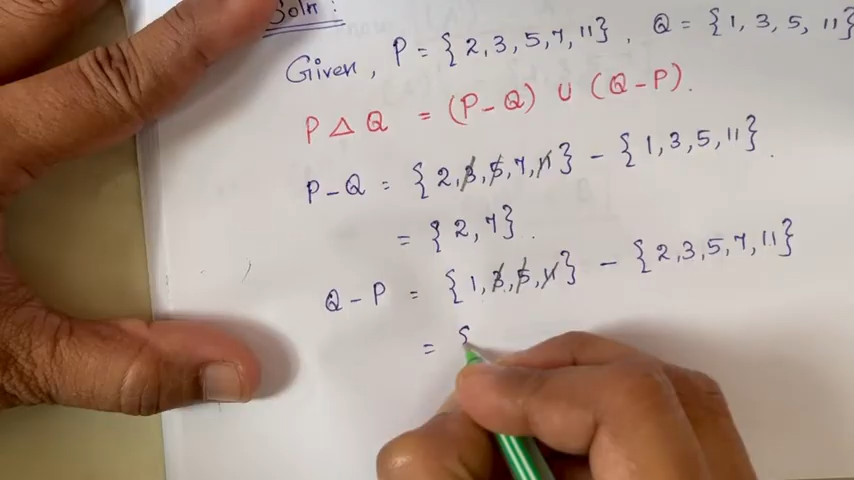 Soln:
Given, P = {2,3,5,7,11}, Q = {1, 3, 5, 11}
P Δ Q = (P-Q) ∪ (Q-P).
P-Q = {2,3,5,7,11} - {1,3,5,11}.
= {2,7}.
Q-P = {1,3,5,11} - {2,3,5,7,11}
= {